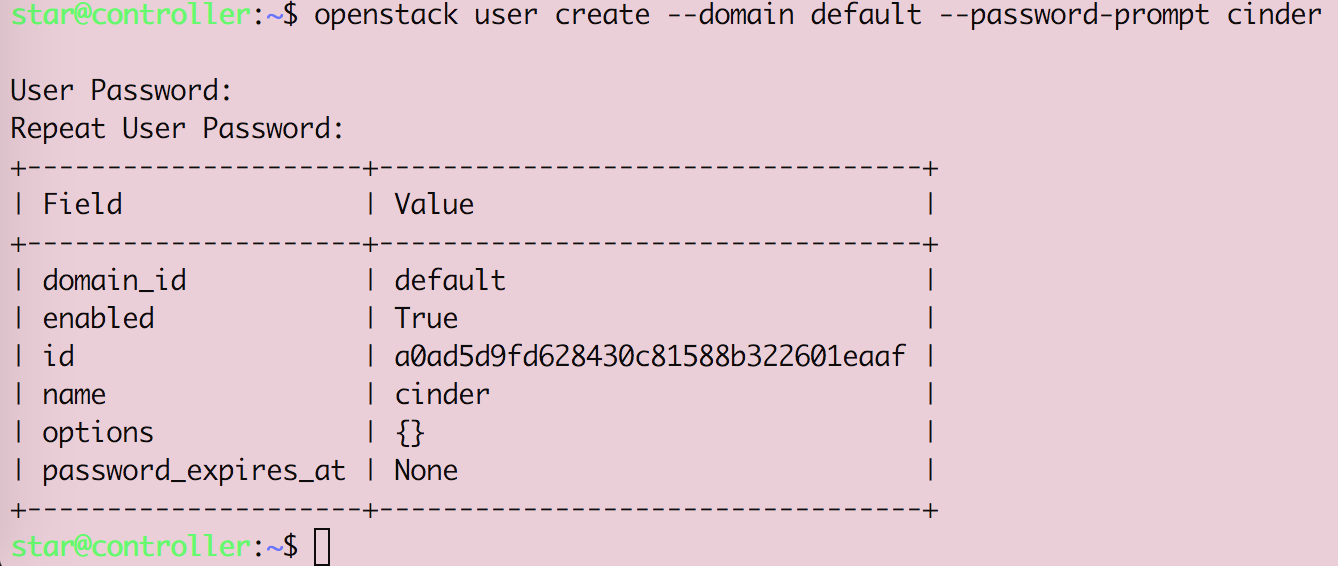 star@controller:~$ openstack user create --domain default --password-prompt cinder
User Password:
Repeat User Password:
+---------------------+----------------------------------+
| Field               | Value                            |
+---------------------+----------------------------------+
| domain_id           | default                          |
| enabled             | True                             |
| id                  | a0ad5d9fd628430c81588b322601eaaf |
| name                | cinder                           |
| options             | {}                               |
| password_expires_at | None                             |
+---------------------+----------------------------------+
star@controller:~$